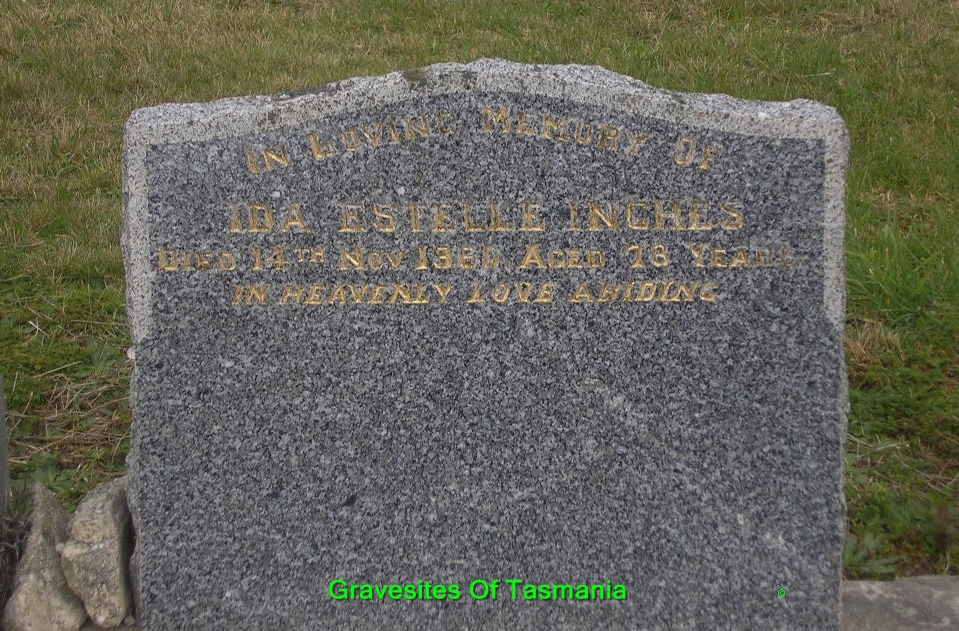 In Loving Memory Of
IDA ESTELLE INCHES
Died 14th Nov Aged 78 Years
IN HEAVENLY LOVE ABIDING
Gravesites Of Tasmania ©